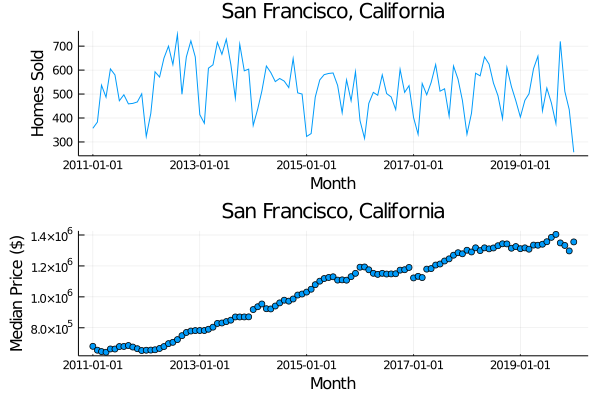 San Francisco, California
Homes Sold
700
600
500
400
300
2011-01-01 2013-01-01 2015-01-01 2017-01-01 2019-01-01
Month
San Francisco, California
Median Price ($)
1.4×10⁶
1.2×10⁶
1.0×10⁶
8.0×10⁵
2011-01-01 2013-01-01 2015-01-01 2017-01-01 2019-01-01
Month